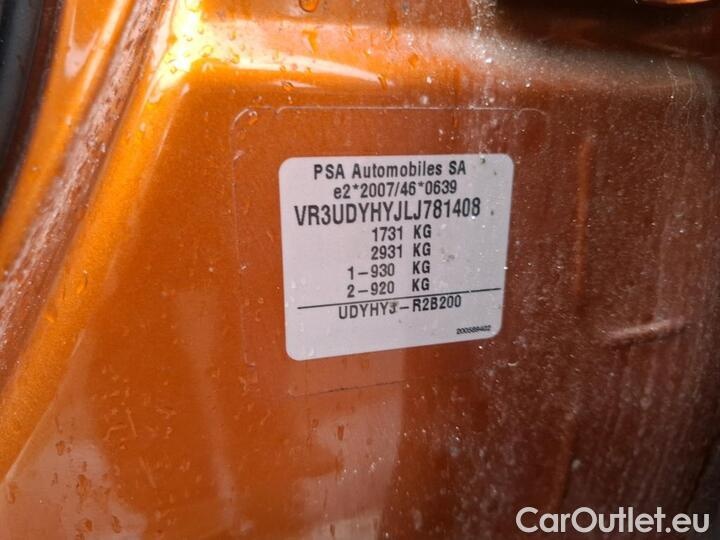 PSA Automobiles SA
e2*2007/46*0639
VR3UDYHYJLJ781408
1731 KG
2931 KG
1-930 KG
2-920 KG
UDYHY3-R2B200
200589402
CarOutlet.eu